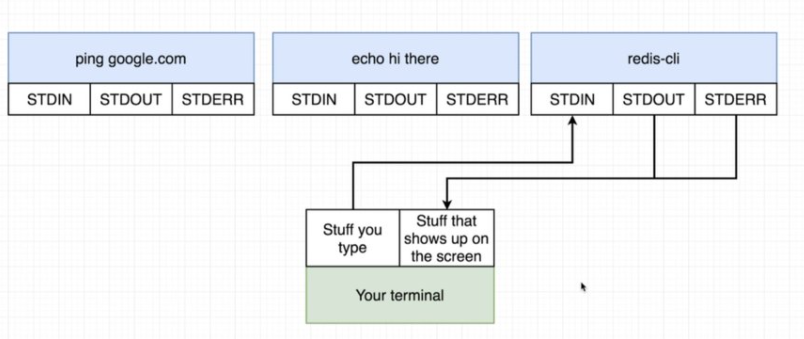 ping google.com
echo hi there
redis-cli
STDIN STDOUT STDERR
STDIN STDOUT STDERR
STDIN STDOUT STDERR
Stuff you
type
Stuff that
shows up on
the screen
Your terminal